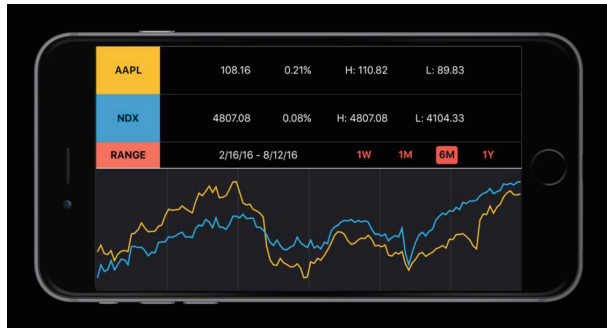 AAPL 108.16 0.21% H: 110.82 L: 89.83
NDX 4807.08 0.08% H: 4807.08 L: 4104.33
RANGE 2/16/16 - 8/12/16 1W 1M 6M 1Y